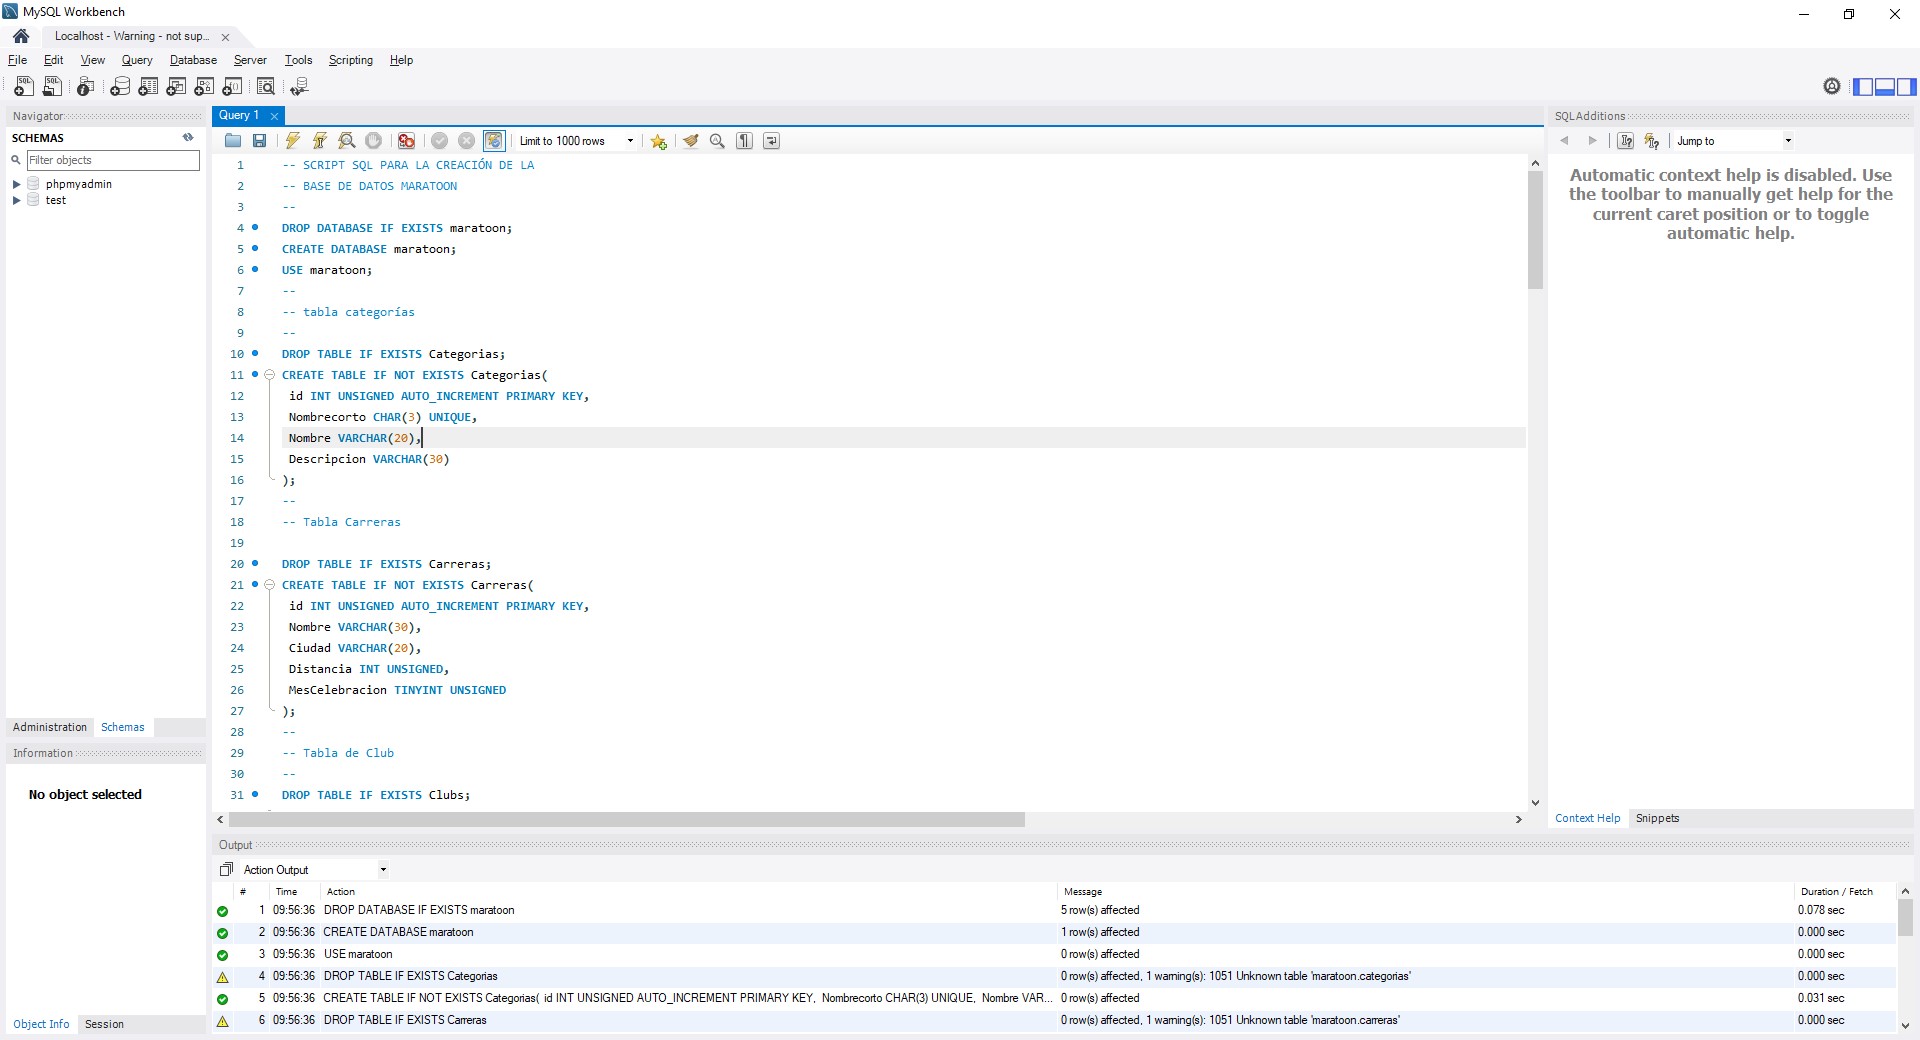 MySQL Workbench
Localhost - Warning - not sup...
File Edit View Query Database Server Tools Scripting Help
Navigator
SCHEMAS
Filter objects
phpmyadmin
test
Administration Schemas
Information
No object selected
Object Info Session
Query 1
Limit to 1000 rows
1 -- SCRIPT SQL PARA LA CREACIÓN DE LA
2 -- BASE DE DATOS MARATOON
3 --
4 DROP DATABASE IF EXISTS maratoon;
5 CREATE DATABASE maratoon;
6 USE maratoon;
7 --
8 -- tabla categorías
9 --
10 DROP TABLE IF EXISTS Categorias;
11 CREATE TABLE IF NOT EXISTS Categorias(
12 id INT UNSIGNED AUTO_INCREMENT PRIMARY KEY,
13 Nombrecorto CHAR(3) UNIQUE,
14 Nombre VARCHAR(20),
15 Descripcion VARCHAR(30)
16 );
17 --
18 -- Tabla Carreras
19
20 DROP TABLE IF EXISTS Carreras;
21 CREATE TABLE IF NOT EXISTS Carreras(
22 id INT UNSIGNED AUTO_INCREMENT PRIMARY KEY,
23 Nombre VARCHAR(30),
24 Ciudad VARCHAR(20),
25 Distancia INT UNSIGNED,
26 MesCelebracion TINYINT UNSIGNED
27 );
28 --
29 -- Tabla de Club
30 --
31 DROP TABLE IF EXISTS Clubs;
SQLAdditions
Jump to
Automatic context help is disabled. Use
the toolbar to manually get help for the
current caret position or to toggle
automatic help.
Context Help Snippets
Output
Action Output
# Time Action Message Duration / Fetch
1 09:56:36 DROP DATABASE IF EXISTS maratoon 5 row(s) affected 0.078 sec
2 09:56:36 CREATE DATABASE maratoon 1 row(s) affected 0.000 sec
3 09:56:36 USE maratoon 0 row(s) affected 0.000 sec
4 09:56:36 DROP TABLE IF EXISTS Categorias 0 row(s) affected, 1 warning(s): 1051 Unknown table 'maratoon.categorias' 0.000 sec
5 09:56:36 CREATE TABLE IF NOT EXISTS Categorias( id INT UNSIGNED AUTO_INCREMENT PRIMARY KEY, Nombrecorto CHAR(3) UNIQUE, Nombre VAR... 0 row(s) affected 0.031 sec
6 09:56:36 DROP TABLE IF EXISTS Carreras 0 row(s) affected, 1 warning(s): 1051 Unknown table 'maratoon.carreras' 0.000 sec